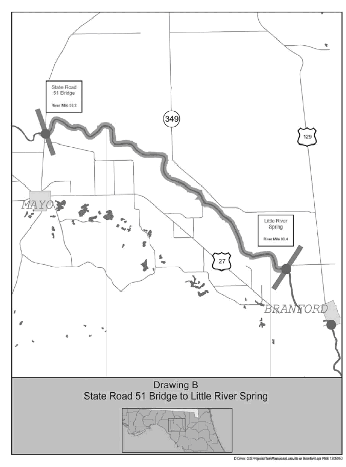 State Road
51 Bridge
349
129
Little River
Spring
MAYO
27
BRANFORD
Drawing B
State Road 51 Bridge to Little River Spring